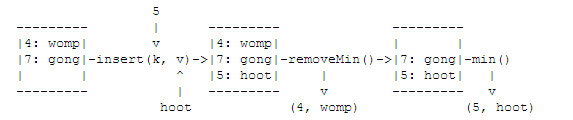 5
---------         |      ---------              ---------
|4: womp|         v      |4: womp|              |       |
|7: gong|-insert(k, v)->|7: gong|-removeMin()->|7: gong|-min()
|       |            ^   |5: hoot|     |        |5: hoot|   |
---------            |   ---------     v        ---------   v
                   hoot            (4, womp)            (5, hoot)